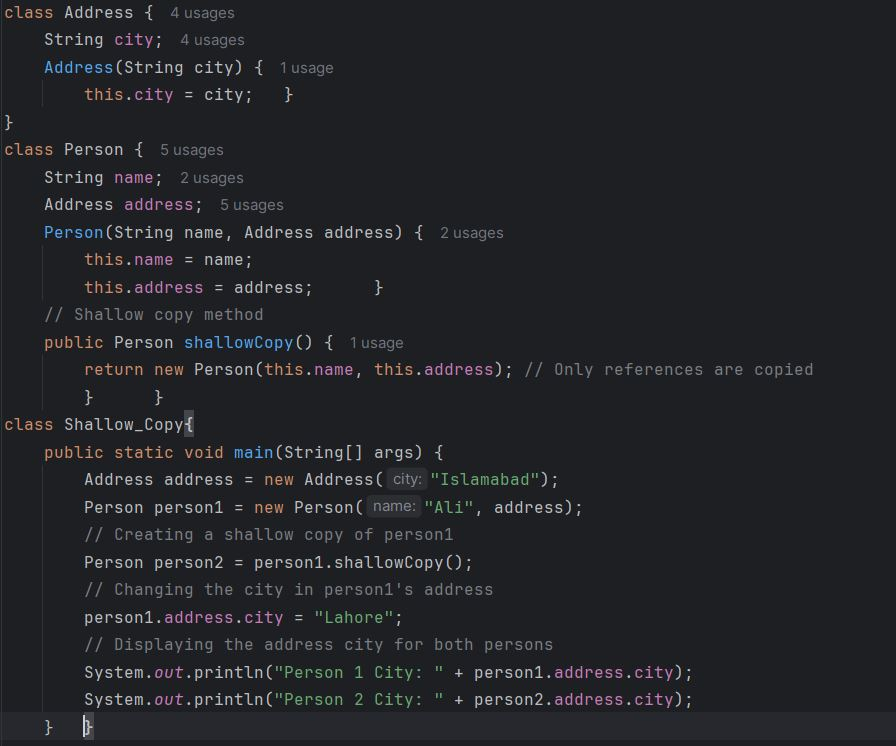 class Address {  4 usages
    String city;  4 usages
    Address(String city) {  1 usage
        this.city = city;   }
}
class Person {  5 usages
    String name;  2 usages
    Address address;  5 usages
    Person(String name, Address address) {  2 usages
        this.name = name;
        this.address = address;      }
    // Shallow copy method
    public Person shallowCopy() {  1 usage
        return new Person(this.name, this.address); // Only references are copied
        }      }
class Shallow_Copy{
    public static void main(String[] args) {
        Address address = new Address( city: "Islamabad");
        Person person1 = new Person( name: "Ali", address);
        // Creating a shallow copy of person1
        Person person2 = person1.shallowCopy();
        // Changing the city in person1's address
        person1.address.city = "Lahore";
        // Displaying the address city for both persons
        System.out.println("Person 1 City: " + person1.address.city);
        System.out.println("Person 2 City: " + person2.address.city);
    }   }